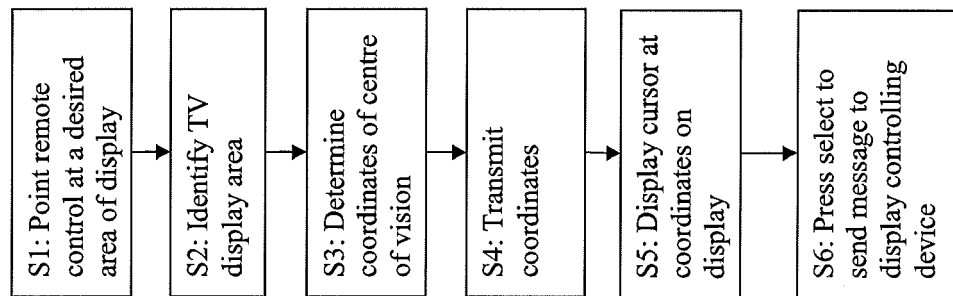 S1: Point remote
control at a desired
area of display
S2: Identify TV
display area
S3: Determine
coordinates of centre
of vision
S4: Transmit
coordinates
S5: Display cursor at
coordinates on
display
S6: Press select to
send message to
display controlling
device